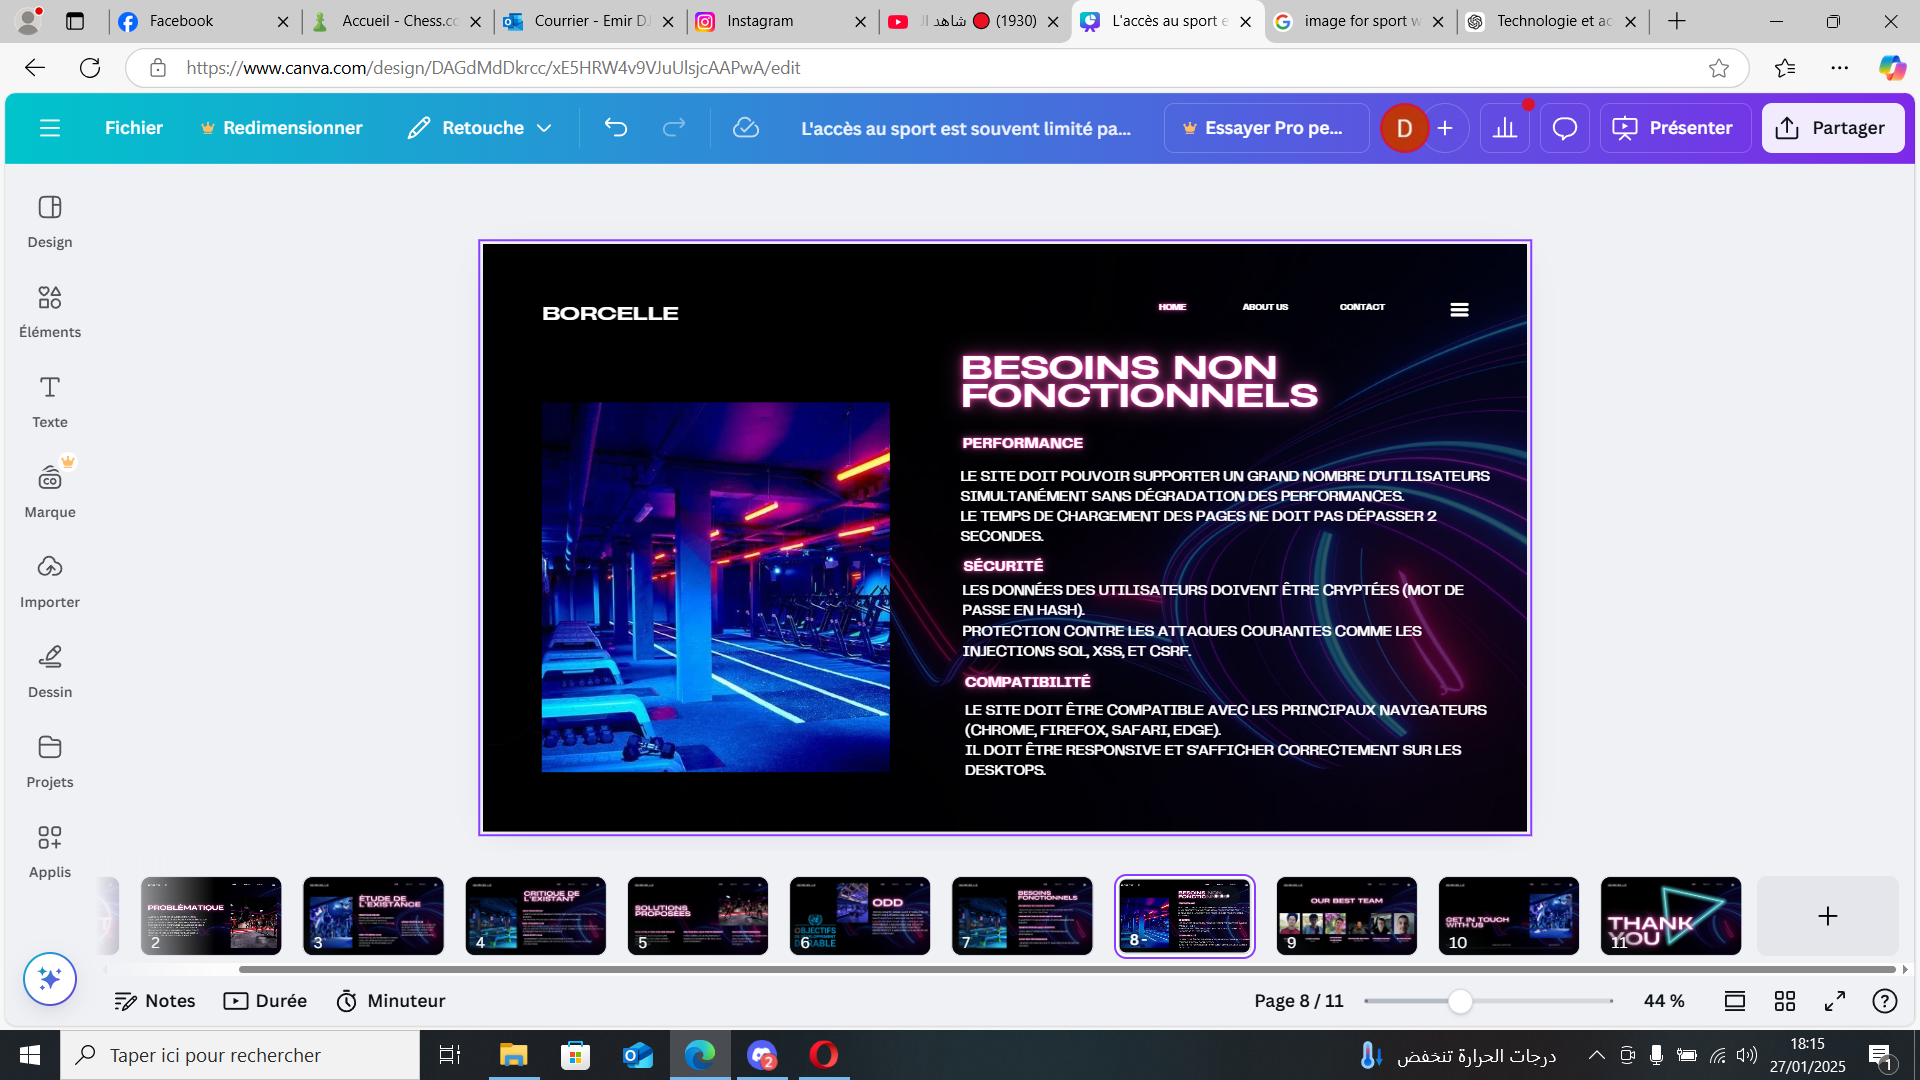 Facebook
Accueil - Chess.cc
Courrier - Emir D
Instagram
(1930) شاهد ال
L'accès au sport e
image for sport w
Technologie et ac
https://www.canva.com/design/DAGdMdDkrcc/xE5HRW4v9VJuUlsjcAAPwA/edit
Fichier
Redimensionner
Retouche
L'accès au sport est souvent limité pa...
Essayer Pro pe...
D
Présenter
Partager
Design
Éléments
Texte
CO
Marque
Importer
Dessin
Projets
Applis
BORCELLE
HOME
ABOUT US
CONTACT
BESOINS NON
FONCTIONNELS
PERFORMANCE
LE SITE DOIT POUVOIR SUPPORTER UN GRAND NOMBRE D'UTILISATEURS
SIMULTANÉMENT SANS DÉGRADATION DES PERFORMANCES.
LE TEMPS DE CHARGEMENT DES PAGES NE DOIT PAS DÉPASSER 2
SECONDES.
SÉCURITÉ
LES DONNÉES DES UTILISATEURS DOIVENT ÊTRE CRYPTÉES (MOT DE
PASSE EN HASH).
PROTECTION CONTRE LES ATTAQUES COURANTES COMME LES
INJECTIONS SQL, XSS, ET CSRF.
COMPATIBILITÉ
LE SITE DOIT ÊTRE COMPATIBLE AVEC LES PRINCIPAUX NAVIGATEURS
(CHROME, FIREFOX, SAFARI, EDGE).
IL DOIT ÊTRE RESPONSIVE ET S'AFFICHER CORRECTEMENT SUR LES
DESKTOPS.
PROBLÉMATIQUE
2
ÉTUDE DE
L'EXISTANCE
3
CRITIQUE DE
L'EXISTANT
4
SOLUTIONS
PROPOSÉES
5
ODD
OBJECTIFS
DURABLE
6
BESOINS
FONCTIONNELS
7
8
OUR BEST TEAM
9
GET IN TOUCH
WITH US
10
THANK
YOU
11
Notes
Durée
Minuteur
Page 8 / 11
44 %
Taper ici pour rechercher
2
درجات الحرارة تنخفض
18:15
27/01/2025
1